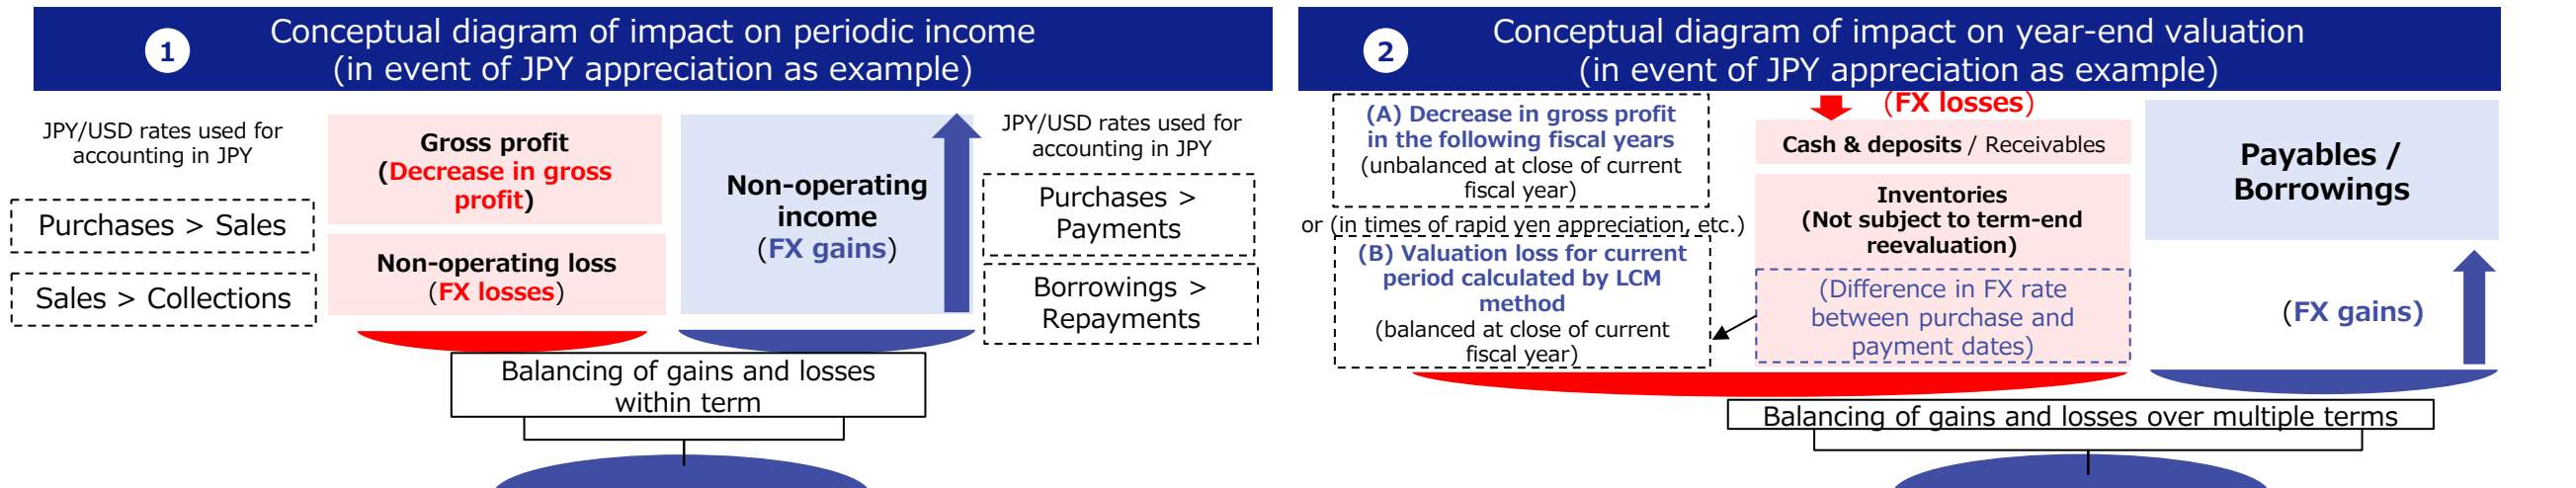 1
Conceptual diagram of impact on periodic income
(in event of JPY appreciation as example)
JPY/USD rates used for
accounting in JPY
Purchases > Sales
Sales > Collections
Gross profit
(Decrease in gross
profit)
Non-operating loss
(FX losses)
Non-operating
income
(FX gains)
JPY/USD rates used for
accounting in JPY
Purchases >
Payments
Borrowings >
Repayments
Balancing of gains and losses
within term
2
Conceptual diagram of impact on year-end valuation
(in event of JPY appreciation as example)
(A) Decrease in gross profit
in the following fiscal years
(unbalanced at close of current
fiscal year)
or (in times of rapid yen appreciation, etc.)
(B) Valuation loss for current
period calculated by LCM
method
(balanced at close of current
fiscal year)
(FX losses)
Cash & deposits / Receivables
Inventories
(Not subject to term-end
reevaluation)
(Difference in FX rate
between purchase and
payment dates)
Payables /
Borrowings
(FX gains)
Balancing of gains and losses over multiple terms